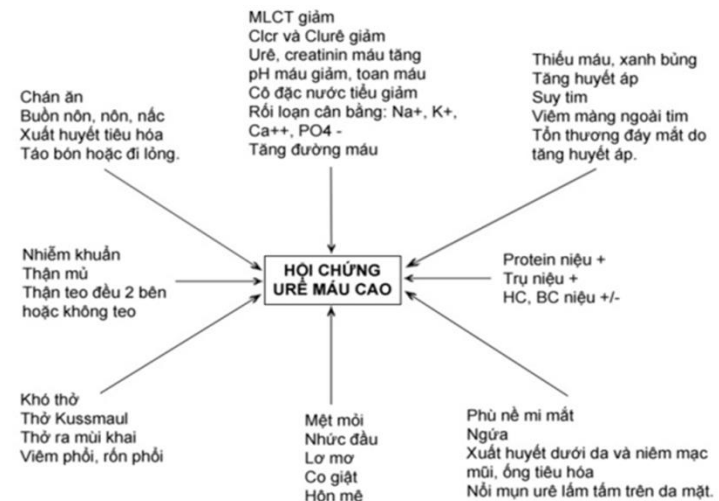 MLCT giảm
Clcr và Clurê giảm
Urê, creatinin máu tăng
pH máu giảm, toan máu
Cô đặc nước tiểu giảm
Rối loạn cân bằng: Na+, K+,
Ca++, PO4 -
Tăng đường máu
Thiếu máu, xanh bủng
Tăng huyết áp
Suy tim
Viêm màng ngoài tim
Tổn thương đáy mắt do
tăng huyết áp.
Chán ăn
Buồn nôn, nôn, nấc
Xuất huyết tiêu hóa
Táo bón hoặc đi lỏng.
Nhiễm khuẩn
Thận mủ
Thận teo đều 2 bên
hoặc không teo
HỘI CHỨNG
URÊ MÁU CAO
Protein niệu +
Trụ niệu +
HC, BC niệu +/-
Khó thở
Thở Kussmaul
Thở ra mùi khai
Viêm phổi, rốn phổi
Mệt mỏi
Nhức đầu
Lơ mơ
Co giật
Hôn mê
Phù nề mi mắt
Ngứa
Xuất huyết dưới da và niêm mạc
mũi, ống tiêu hóa
Nổi mụn urê lấm tấm trên da mặt.